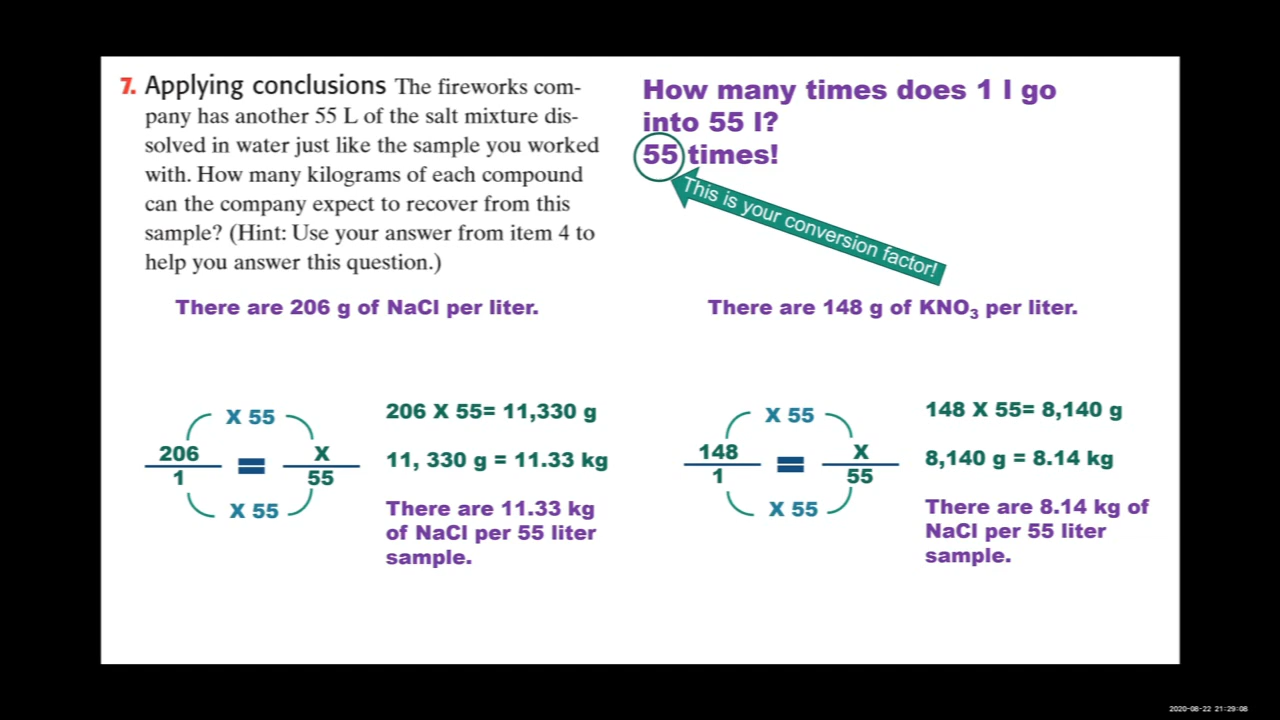 7. Applying conclusions The fireworks com-
pany has another 55 L of the salt mixture dis-
solved in water just like the sample you worked
with. How many kilograms of each compound
can the company expect to recover from this
sample? (Hint: Use your answer from item 4 to
help you answer this question.)
How many times does 1 l go
into 55 l?
55 times!
This is your conversion factor!
There are 206 g of NaCl per liter.
There are 148 g of KNO3 per liter.
X 55
206
1
=
X
55
X 55
206 X 55= 11,330 g
11, 330 g = 11.33 kg
There are 11.33 kg
of NaCl per 55 liter
sample.
X 55
148
1
=
X
55
X 55
148 X 55= 8,140 g
8,140 g = 8.14 kg
There are 8.14 kg of
NaCl per 55 liter
sample.
2020-08-22 21:29:08